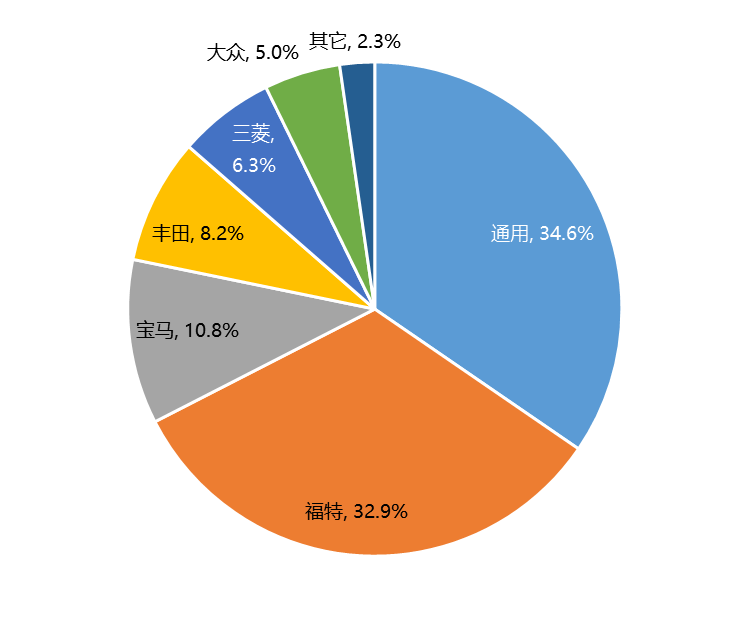 其它, 2.3%
大众, 5.0%
三菱,
6.3%
通用, 34.6%
丰田, 8.2%
宝马, 10.8%
福特, 32.9%